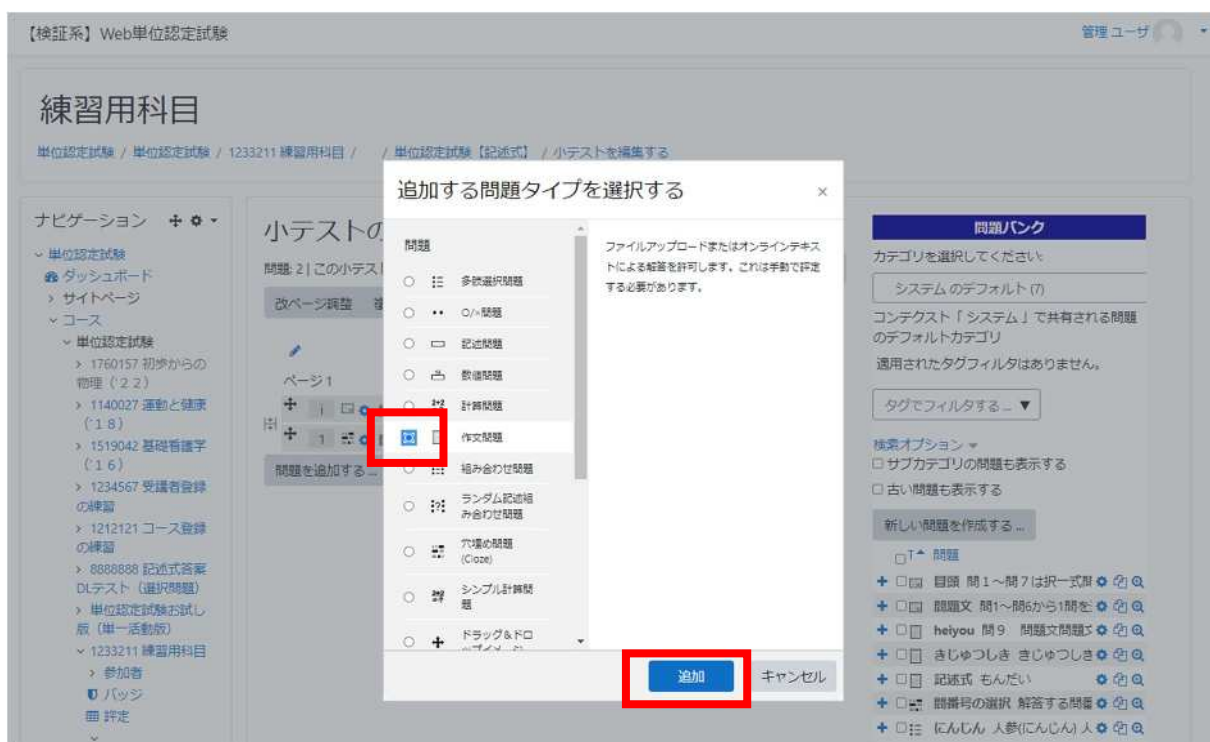 【検証系】Web単位認定試験
管理 ユーザ
練習用科目
単位認定試験 / 単位認定試験 / 1233211 練習用科目 / / 単位認定試験【記述式】 / 小テストを編集する
追加する問題タイプを選択する ×
問題
多肢選択問題
○/×問題
記述問題
数値問題
計算問題
作文問題
組み合わせ問題
ランダム記述組
み合わせ問題
穴埋め問題
(Cloze)
シンプル計算問
題
ドラッグ&ドロ
ファイルアップロードまたはオンラインテキス
トによる解答を許可します。これは手動で評定
する必要があります。
追加
キャンセル
ナビゲーション
単位認定試験
ダッシュボード
サイトページ
コース
単位認定試験
1760157 初歩からの
物理（'２２）
1140027 運動と健康
（'１８）
1519042 基礎看護学
（'１６）
1234567 受講者登録
の練習
1212121 コース登録
の練習
8888888 記述式答案
DLテスト（選択問題）
単位認定試験お試し
版（単一活動版）
1233211 練習用科目
参加者
バッジ
評定
小テストの
問題: 2 | この小テス
改ページ調整
ページ 1
1
1
問題を追加する ...
問題バンク
カテゴリを選択してください:
システム のデフォルト (7)
コンテクスト「 システム 」で共有される問題
のデフォルトカテゴリ
適用されたタグフィルタはありません。
タグでフィルタする ... ▼
検索オプション
サブカテゴリの問題も表示する
古い問題も表示する
新しい問題を作成する ...
T 問題
冒頭 問１～問７は択一式
問題文 問1～問6から1問を
heiyou 問９ 問題文問題
きじゅつしき きじゅつしき
記述式 もんだい
問番号の選択 解答する問番
にんじん 人参(にんじん) 人